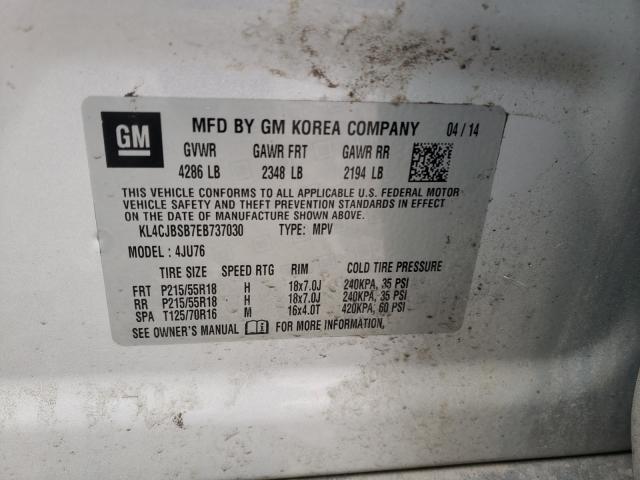 GM MFD BY GM KOREA COMPANY 04 / 14
GVWR GAWR FRT GAWR RR
4286 LB 2348 LB 2194 LB
THIS VEHICLE CONFORMS TO ALL APPLICABLE U.S. FEDERAL MOTOR
VEHICLE SAFETY AND THEFT PREVENTION STANDARDS IN EFFECT
ON THE DATE OF MANUFACTURE SHOWN ABOVE.
KL4CJBSB7EB737030 TYPE: MPV
MODEL : 4JU76
TIRE SIZE SPEED RTG RIM COLD TIRE PRESSURE
FRT P215/55R18 H 18x7.0J 240KPA, 35 PSI
RR P215/55R18 H 18x7.0J 240KPA, 35 PSI
SPA T125/70R16 M 16x4.0T 420KPA, 60 PSI
SEE OWNER'S MANUAL FOR MORE INFORMATION.